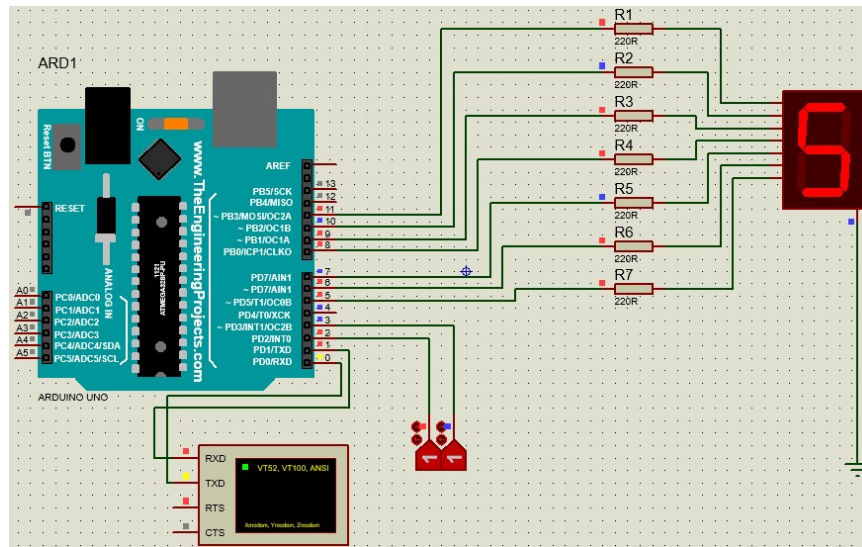 ARD1
Reset BTN
ON
www.TheEngineeringProjects.com
AREF
PB5/SCK 13
PB4/MISO 12
~ PB3/MOSI/OC2A 11
~ PB2/OC1B 10
~ PB1/OC1A 9
PB0/ICP1/CLKO 8
RESET
ANALOG IN
PD7/AIN1 7
~ PD7/AIN1 6
~ PD5/T1/OC0B 5
PD4/T0/XCK 4
~ PD3/INT1/OC2B 3
PD2/INT0 2
PD1/TXD 1
PD0/RXD 0
A0 PC0/ADC0
A1 PC1/ADC1
A2 PC2/ADC2
A3 PC3/ADC3
A4 PC4/ADC4/SDA
A5 PC5/ADC5/SCL
1121
ARDUINO UNO
R1
220R
R2
220R
R3
220R
R4
220R
R5
220R
R6
220R
R7
220R
5
1 1
RXD
TXD
RTS
CTS
VT52, VT100, ANSI
Xmodem, Ymodem, Zmodem